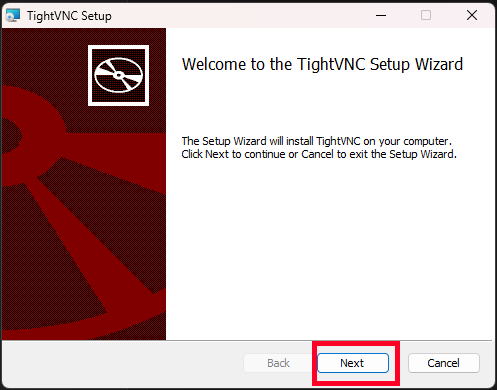 TightVNC Setup
Welcome to the TightVNC Setup Wizard
The Setup Wizard will install TightVNC on your computer.
Click Next to continue or Cancel to exit the Setup Wizard.
Back
Next
Cancel